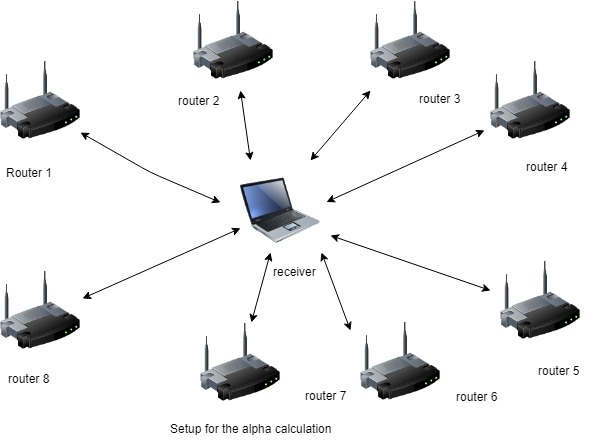 router 2
router 3
Router 1
router 4
receiver
router 8
router 7
router 6
router 5
Setup for the alpha calculation